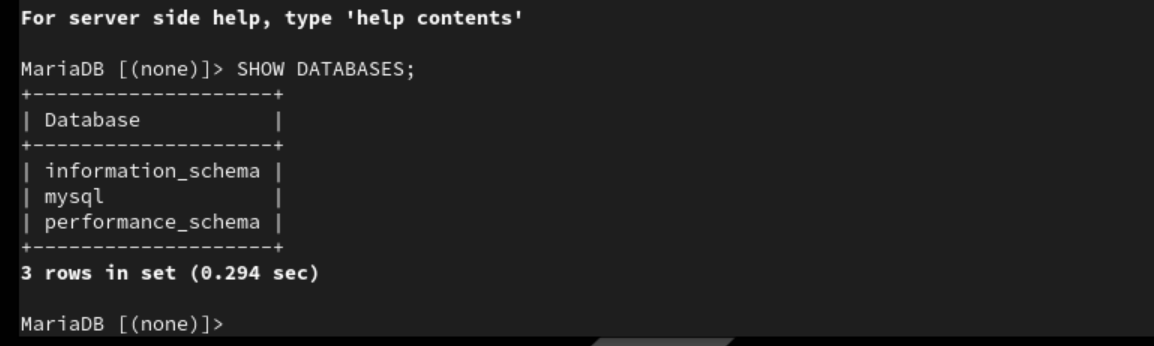 For server side help, type 'help contents'
MariaDB [(none)]> SHOW DATABASES;
+--------------------+
| Database           |
+--------------------+
| information_schema |
| mysql              |
| performance_schema |
+--------------------+
3 rows in set (0.294 sec)
MariaDB [(none)]>